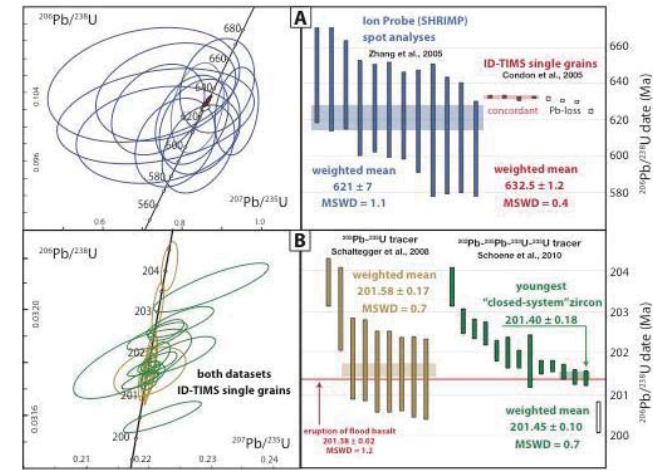 206Pb/238U
680
660
640
620
600
580
560
0.104
0.096
207Pb/235U
0.6
0.8
1.0
A
Ion Probe (SHRIMP)
spot analyses
Zhang et al., 2005
ID-TIMS single grains
Condon et al., 2005
concordant
Pb-loss
weighted mean
621 ± 7
MSWD = 1.1
weighted mean
632.5 ± 1.2
MSWD = 0.4
660
640
620
600
580
206Pb/238U date (Ma)
206Pb/238U
204
203
202
201
200
0.0320
0.0316
both datasets
ID-TIMS single grains
207Pb/235U
0.21
0.22
0.23
0.24
B
202Pb-235U tracer
Schaltegger et al., 2008
weighted mean
201.58 ± 0.17
MSWD = 0.7
202Pb-205Pb-233U-235U tracer
Schoene et al., 2010
youngest
"closed-system"zircon
201.40 ± 0.18
eruption of flood basalt
201.38 ± 0.02
MSWD = 1.2
weighted mean
201.45 ± 0.10
MSWD = 0.7
204
203
202
201
200
206Pb/238U date (Ma)